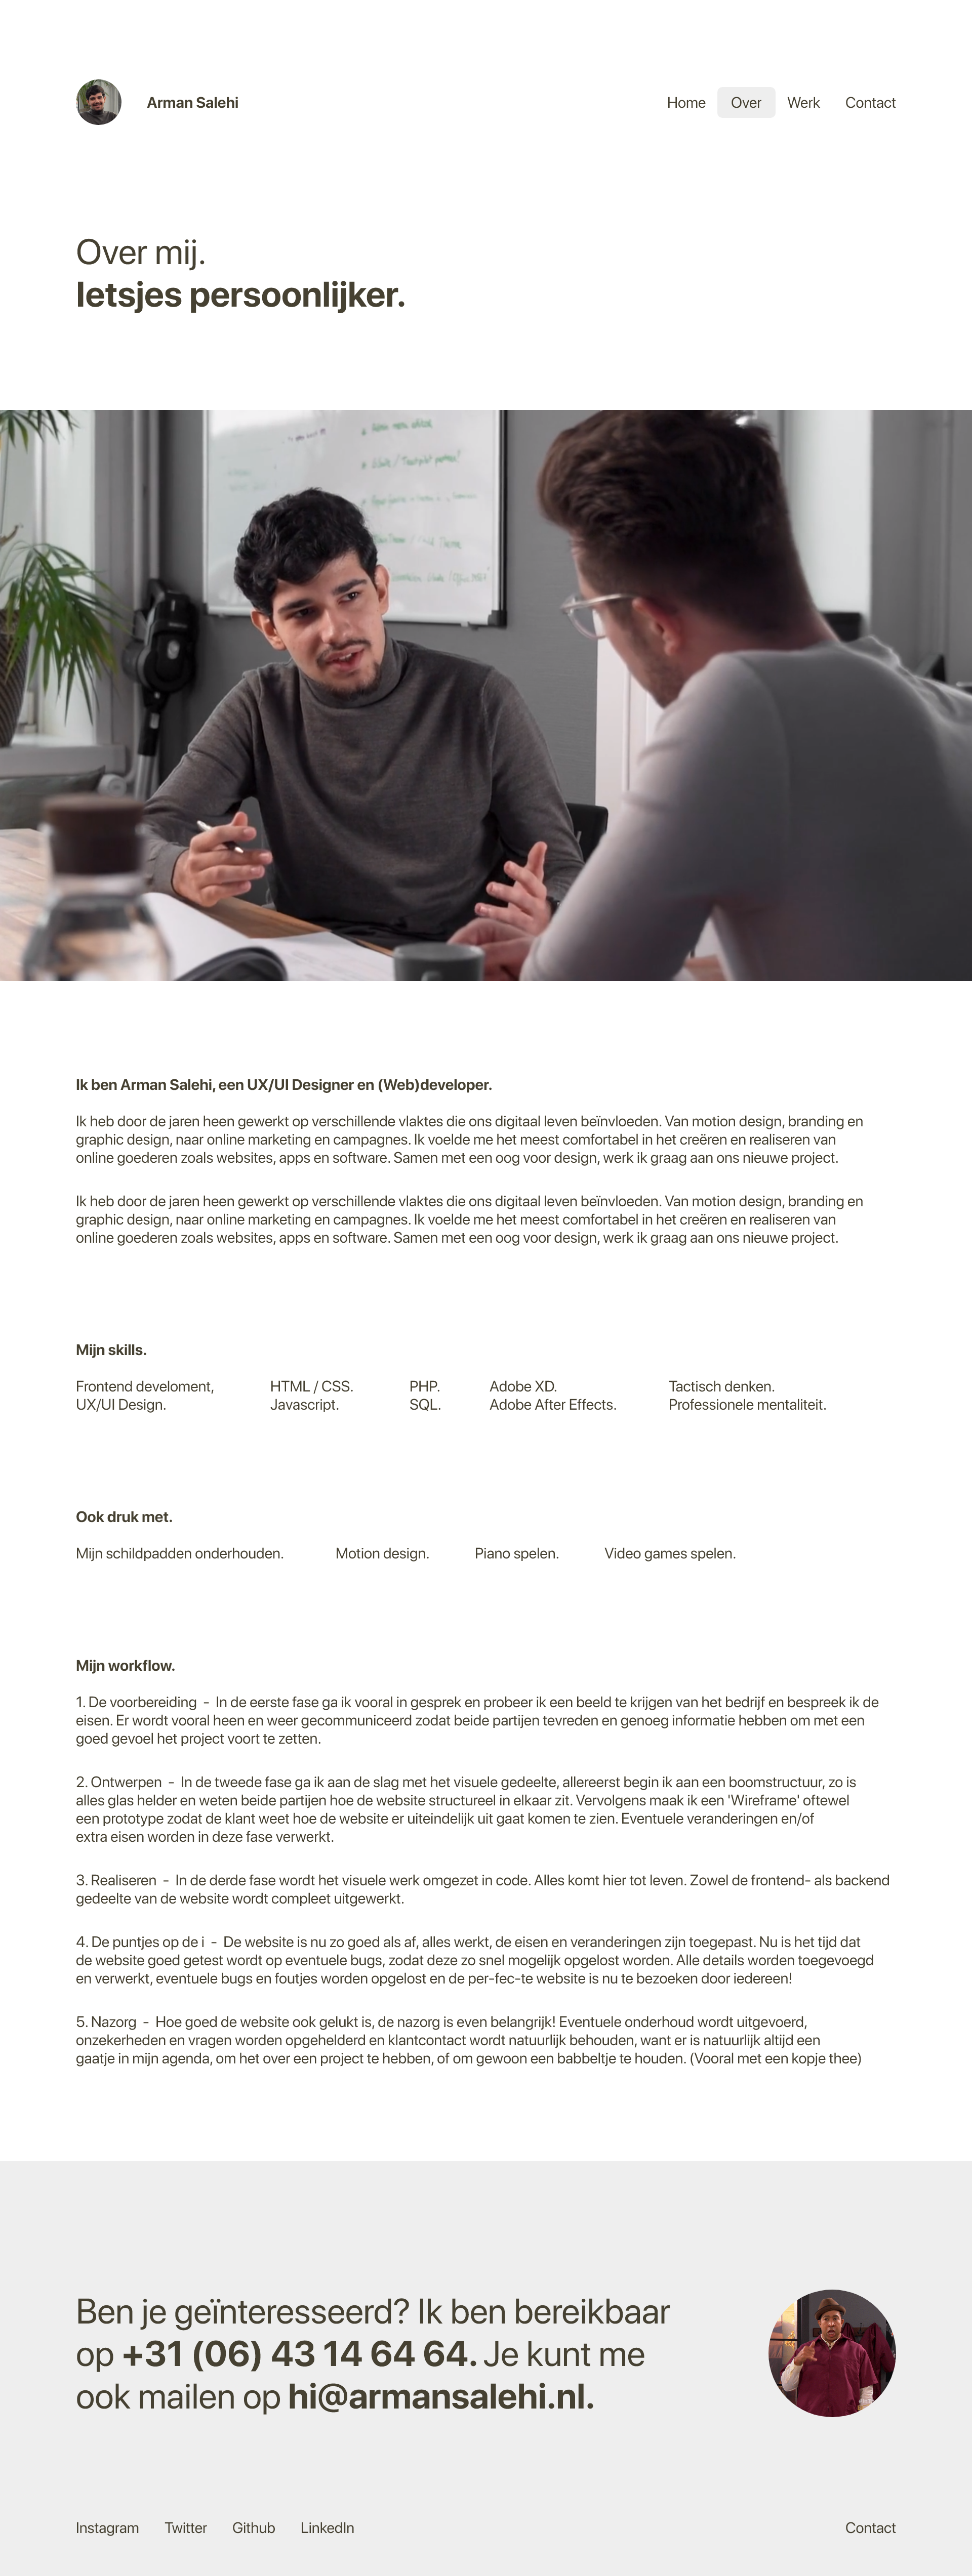 Arman Salehi
Home
Over
Werk
Contact
Over mij.
Ietsjes persoonlijker.
Ik ben Arman Salehi, een UX/UI Designer en (Web)developer.
Ik heb door de jaren heen gewerkt op verschillende vlaktes die ons digitaal leven beïnvloeden. Van motion design, branding en
graphic design, naar online marketing en campagnes. Ik voelde me het meest comfortabel in het creëren en realiseren van
online goederen zoals websites, apps en software. Samen met een oog voor design, werk ik graag aan ons nieuwe project.
Ik heb door de jaren heen gewerkt op verschillende vlaktes die ons digitaal leven beïnvloeden. Van motion design, branding en
graphic design, naar online marketing en campagnes. Ik voelde me het meest comfortabel in het creëren en realiseren van
online goederen zoals websites, apps en software. Samen met een oog voor design, werk ik graag aan ons nieuwe project.
Mijn skills.
Frontend develoment,
UX/UI Design.
HTML / CSS.
Javascript.
PHP.
SQL.
Adobe XD.
Adobe After Effects.
Tactisch denken.
Professionele mentaliteit.
Ook druk met.
Mijn schildpadden onderhouden.
Motion design.
Piano spelen.
Video games spelen.
Mijn workflow.
1. De voorbereiding - In de eerste fase ga ik vooral in gesprek en probeer ik een beeld te krijgen van het bedrijf en bespreek ik de
eisen. Er wordt vooral heen en weer gecommuniceerd zodat beide partijen tevreden en genoeg informatie hebben om met een
goed gevoel het project voort te zetten.
2. Ontwerpen - In de tweede fase ga ik aan de slag met het visuele gedeelte, allereerst begin ik aan een boomstructuur, zo is
alles glas helder en weten beide partijen hoe de website structureel in elkaar zit. Vervolgens maak ik een 'Wireframe' oftewel
een prototype zodat de klant weet hoe de website er uiteindelijk uit gaat komen te zien. Eventuele veranderingen en/of
extra eisen worden in deze fase verwerkt.
3. Realiseren - In de derde fase wordt het visuele werk omgezet in code. Alles komt hier tot leven. Zowel de frontend- als backend
gedeelte van de website wordt compleet uitgewerkt.
4. De puntjes op de i - De website is nu zo goed als af, alles werkt, de eisen en veranderingen zijn toegepast. Nu is het tijd dat
de website goed getest wordt op eventuele bugs, zodat deze zo snel mogelijk opgelost worden. Alle details worden toegevoegd
en verwerkt, eventuele bugs en foutjes worden opgelost en de per-fec-te website is nu te bezoeken door iedereen!
5. Nazorg - Hoe goed de website ook gelukt is, de nazorg is even belangrijk! Eventuele onderhoud wordt uitgevoerd,
onzekerheden en vragen worden opgehelderd en klantcontact wordt natuurlijk behouden, want er is natuurlijk altijd een
gaatje in mijn agenda, om het over een project te hebben, of om gewoon een babbeltje te houden. (Vooral met een kopje thee)
Ben je geïnteresseerd? Ik ben bereikbaar
op +31 (06) 43 14 64 64. Je kunt me
ook mailen op hi@armansalehi.nl.
Instagram
Twitter
Github
LinkedIn
Contact